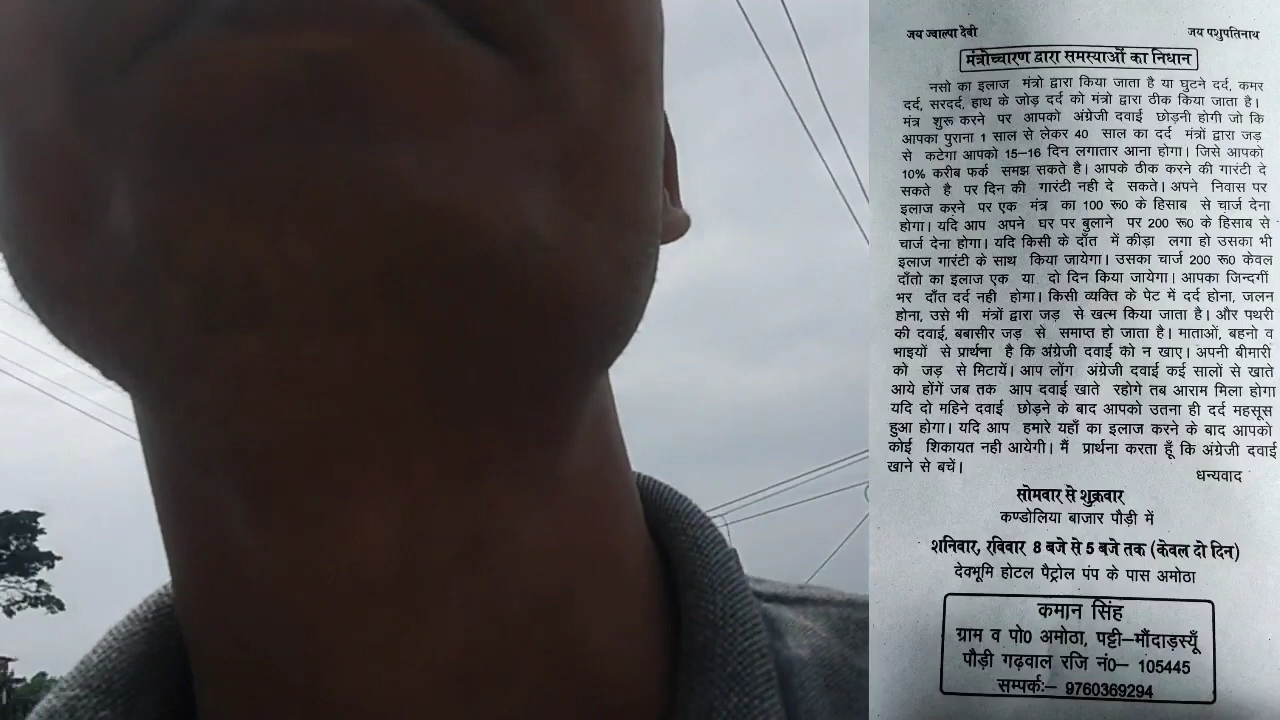 जय ज्वाल्पा देवी जय पशुपतिनाथ
मंत्रोच्चारण द्वारा समस्याओं का निधान
नसो का इलाज मंत्रो द्वारा किया जाता है या घुटने दर्द, कमर
दर्द, सरदर्द, हाथ के जोड़ दर्द को मंत्रो द्वारा ठीक किया जाता है।
मंत्र शुरू करने पर आपको अंग्रेजी दवाई छोड़नी होगी जो कि
आपका पुराना 1 साल से लेकर 40 साल का दर्द मंत्रों द्वारा जड़
से कटेगा आपको 15–16 दिन लगातार आना होगा। जिसे आपको
10% करीब फर्क समझ सकते है। आपके ठीक करने की गारंटी दे
सकते है पर दिन की गारंटी नही दे सकते। अपने निवास पर
इलाज करने पर एक मंत्र का 100 रू0 के हिसाब से चार्ज देना
होगा। यदि आप अपने घर पर बुलाने पर 200 रू0 के हिसाब से
चार्ज देना होगा। यदि किसी के दाँत में कीड़ा लगा हो उसका भी
इलाज गारंटी के साथ किया जायेगा। उसका चार्ज 200 रू0 केवल
दाँतो का इलाज एक या दो दिन किया जायेगा। आपका जिन्दगीं
भर दाँत दर्द नही होगा। किसी व्यक्ति के पेट में दर्द होना, जलन
होना, उसे भी मंत्रों द्वारा जड़ से खत्म किया जाता है। और पथरी
की दवाई, बबासीर जड़ से समाप्त हो जाता है। माताओं, बहनो व
भाइयों से प्रार्थना है कि अंग्रेजी दवाई को न खाए। अपनी बीमारी
को जड़ से मिटायें। आप लोंग अंग्रेजी दवाई कई सालों से खाते
आये होंगें जब तक आप दवाई खाते रहोगे तब आराम मिला होगा
यदि दो महिने दवाई छोड़ने के बाद आपको उतना ही दर्द महसूस
हुआ होगा। यदि आप हमारे यहाँ का इलाज करने के बाद आपको
कोई शिकायत नही आयेगी। मैं प्रार्थना करता हूँ कि अंग्रेजी दवाई
खाने से बचें।
धन्यवाद
सोमवार से शुक्रवार
कण्डोलिया बाजार पौड़ी में
शनिवार, रविवार 8 बजे से 5 बजे तक (केवल दो दिन)
देवभूमि होटल पैट्रोल पंप के पास अमोठा
कमान सिंह
ग्राम व पो0 अमोठा, पट्टी–मौंदाड़स्यूँ
पौड़ी गढ़वाल रजि नं0– 105445
सम्पर्कः– 9760369294